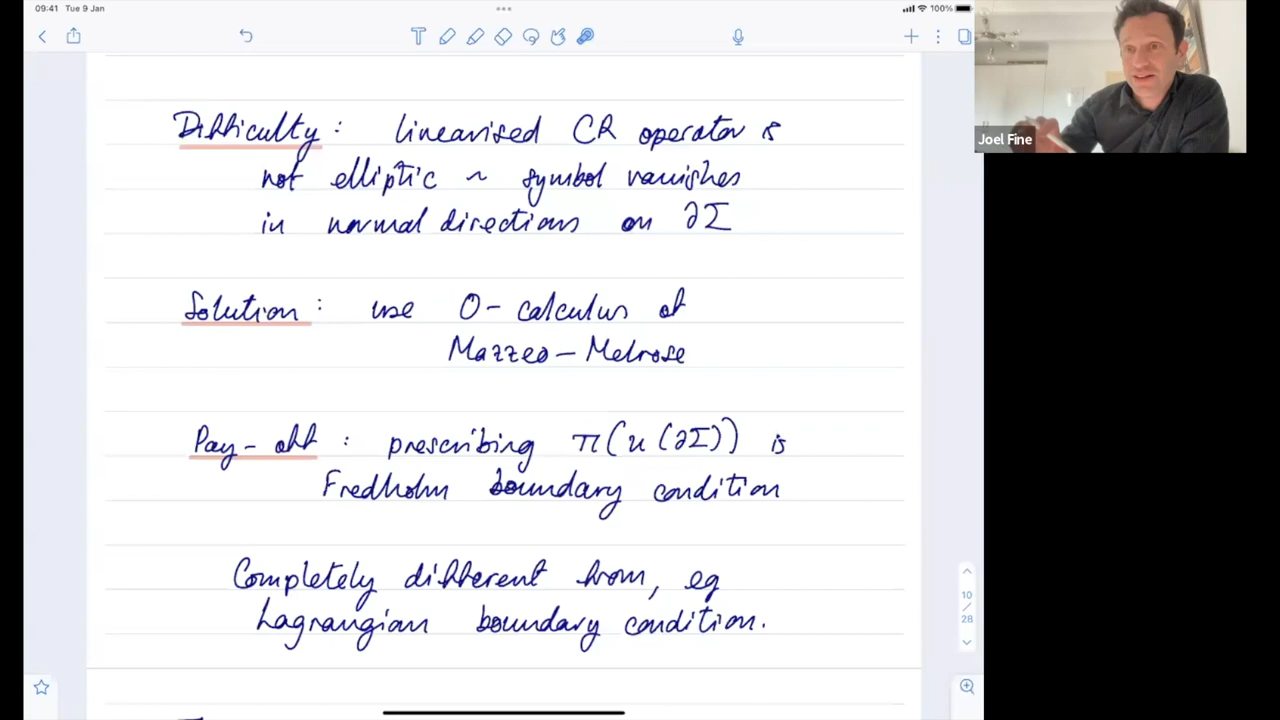 09:41 Tue 9 Jan
100%
Joel Fine
Difficulty: linearised CR operator is
not elliptic ~ symbol vanishes
in normal directions on ∂Σ
Solution: use 0-calculus of
Mazzeo-Melrose
Pay-off: prescribing π(u(∂Σ)) is
Fredholm boundary condition
Completely different from, eg
Lagrangian boundary condition.
10
/
28